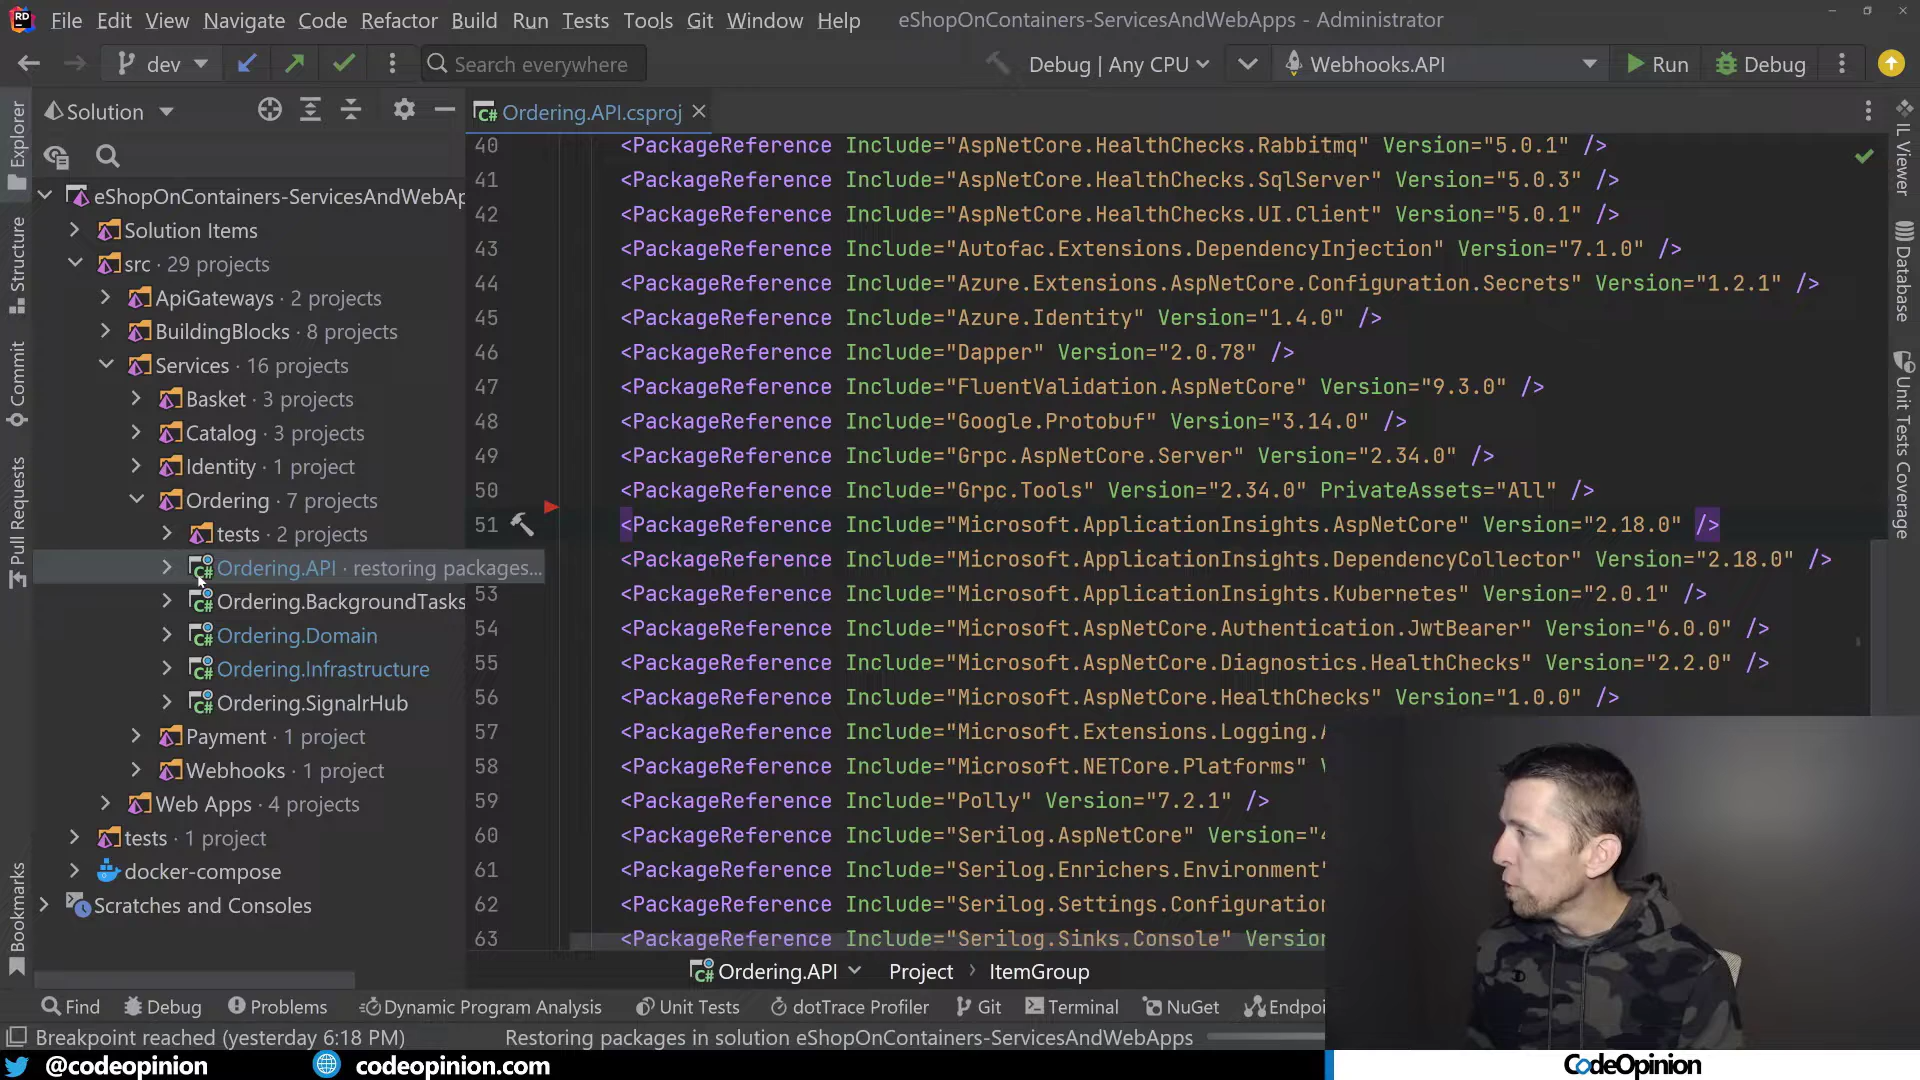 File Edit View Navigate Code Refactor Build Run Tests Tools Git Window Help eShopOnContainers-ServicesAndWebApps - Administrator
dev Search everywhere Debug | Any CPU Webhooks.API Run Debug
Solution Ordering.API.csproj
Explorer
Structure
Commit
Pull Requests
Bookmarks
eShopOnContainers-ServicesAndWebAp
Solution Items
src · 29 projects
ApiGateways · 2 projects
BuildingBlocks · 8 projects
Services · 16 projects
Basket · 3 projects
Catalog · 3 projects
Identity · 1 project
Ordering · 7 projects
tests · 2 projects
Ordering.API · restoring packages...
Ordering.BackgroundTasks
Ordering.Domain
Ordering.Infrastructure
Ordering.SignalrHub
Payment · 1 project
Webhooks · 1 project
Web Apps · 4 projects
tests · 1 project
docker-compose
Scratches and Consoles
40 <PackageReference Include="AspNetCore.HealthChecks.Rabbitmq" Version="5.0.1" />
41 <PackageReference Include="AspNetCore.HealthChecks.SqlServer" Version="5.0.3" />
42 <PackageReference Include="AspNetCore.HealthChecks.UI.Client" Version="5.0.1" />
43 <PackageReference Include="Autofac.Extensions.DependencyInjection" Version="7.1.0" />
44 <PackageReference Include="Azure.Extensions.AspNetCore.Configuration.Secrets" Version="1.2.1" />
45 <PackageReference Include="Azure.Identity" Version="1.4.0" />
46 <PackageReference Include="Dapper" Version="2.0.78" />
47 <PackageReference Include="FluentValidation.AspNetCore" Version="9.3.0" />
48 <PackageReference Include="Google.Protobuf" Version="3.14.0" />
49 <PackageReference Include="Grpc.AspNetCore.Server" Version="2.34.0" />
50 <PackageReference Include="Grpc.Tools" Version="2.34.0" PrivateAssets="All" />
51 <PackageReference Include="Microsoft.ApplicationInsights.AspNetCore" Version="2.18.0" />
<PackageReference Include="Microsoft.ApplicationInsights.DependencyCollector" Version="2.18.0" />
53 <PackageReference Include="Microsoft.ApplicationInsights.Kubernetes" Version="2.0.1" />
54 <PackageReference Include="Microsoft.AspNetCore.Authentication.JwtBearer" Version="6.0.0" />
55 <PackageReference Include="Microsoft.AspNetCore.Diagnostics.HealthChecks" Version="2.2.0" />
56 <PackageReference Include="Microsoft.AspNetCore.HealthChecks" Version="1.0.0" />
57 <PackageReference Include="Microsoft.Extensions.Logging.A
58 <PackageReference Include="Microsoft.NETCore.Platforms" V
59 <PackageReference Include="Polly" Version="7.2.1" />
60 <PackageReference Include="Serilog.AspNetCore" Version="4
61 <PackageReference Include="Serilog.Enrichers.Environment"
62 <PackageReference Include="Serilog.Settings.Configuration
63 <PackageReference Include="Serilog.Sinks.Console" Version
IL Viewer
Database
Unit Tests Coverage
Ordering.API Project › ItemGroup
Find Debug Problems Dynamic Program Analysis Unit Tests dotTrace Profiler Git Terminal NuGet Endpoi
Breakpoint reached (yesterday 6:18 PM) Restoring packages in solution eShopOnContainers-ServicesAndWebApps
@codeopinion codeopinion.com CodeOpinion